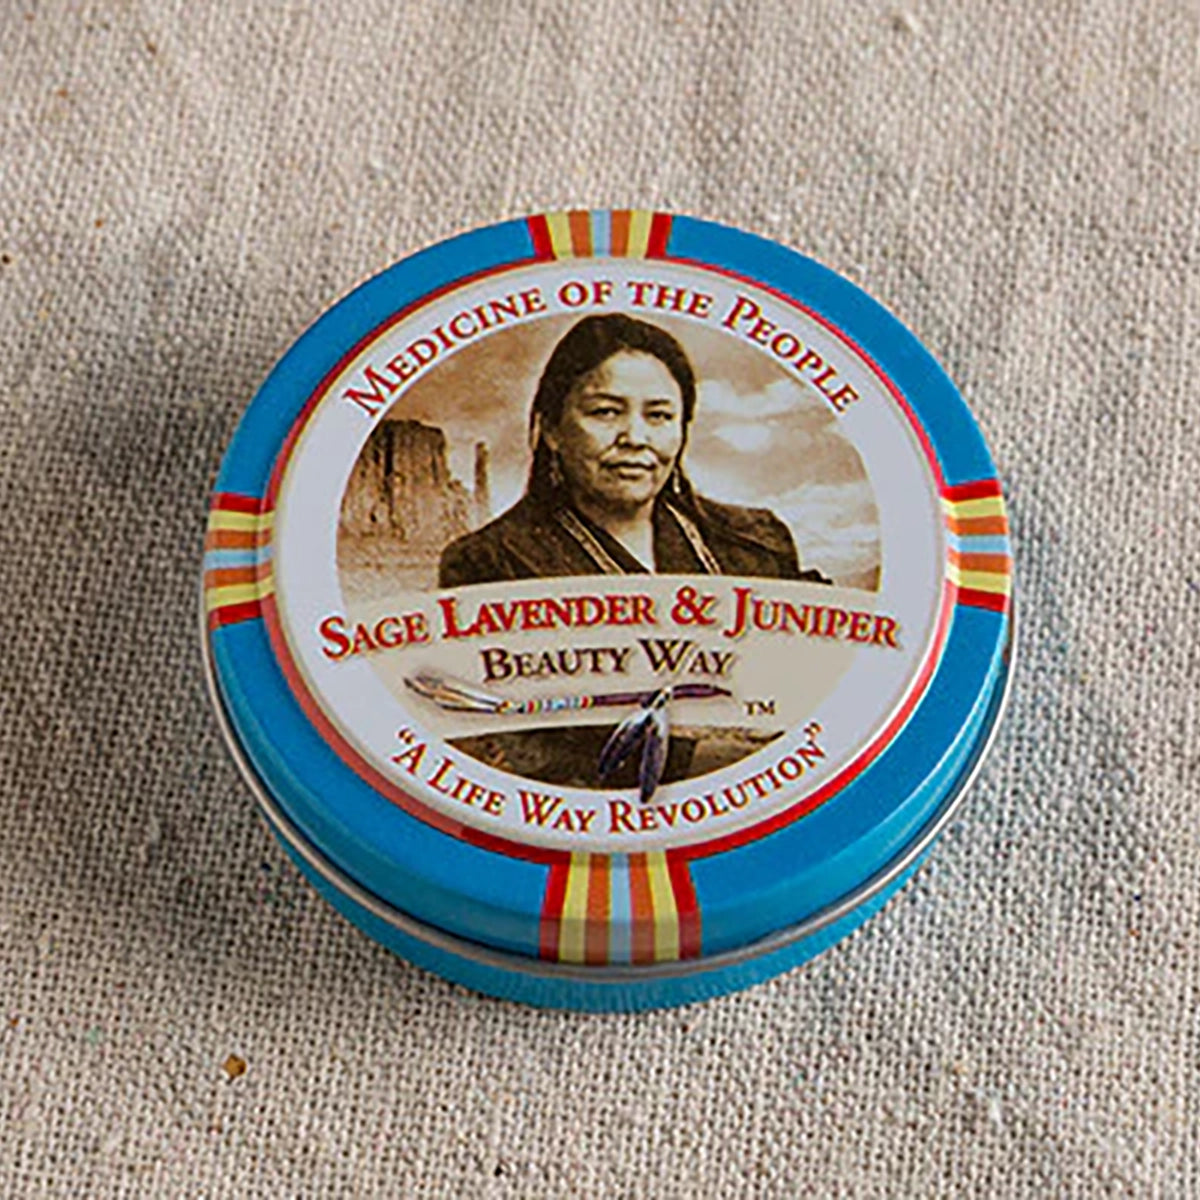 MEDICINE OF THE PEOPLE
SAGE LAVENDER & JUNIPER
BEAUTY WAY
TM
"A LIFE WAY REVOLUTION"